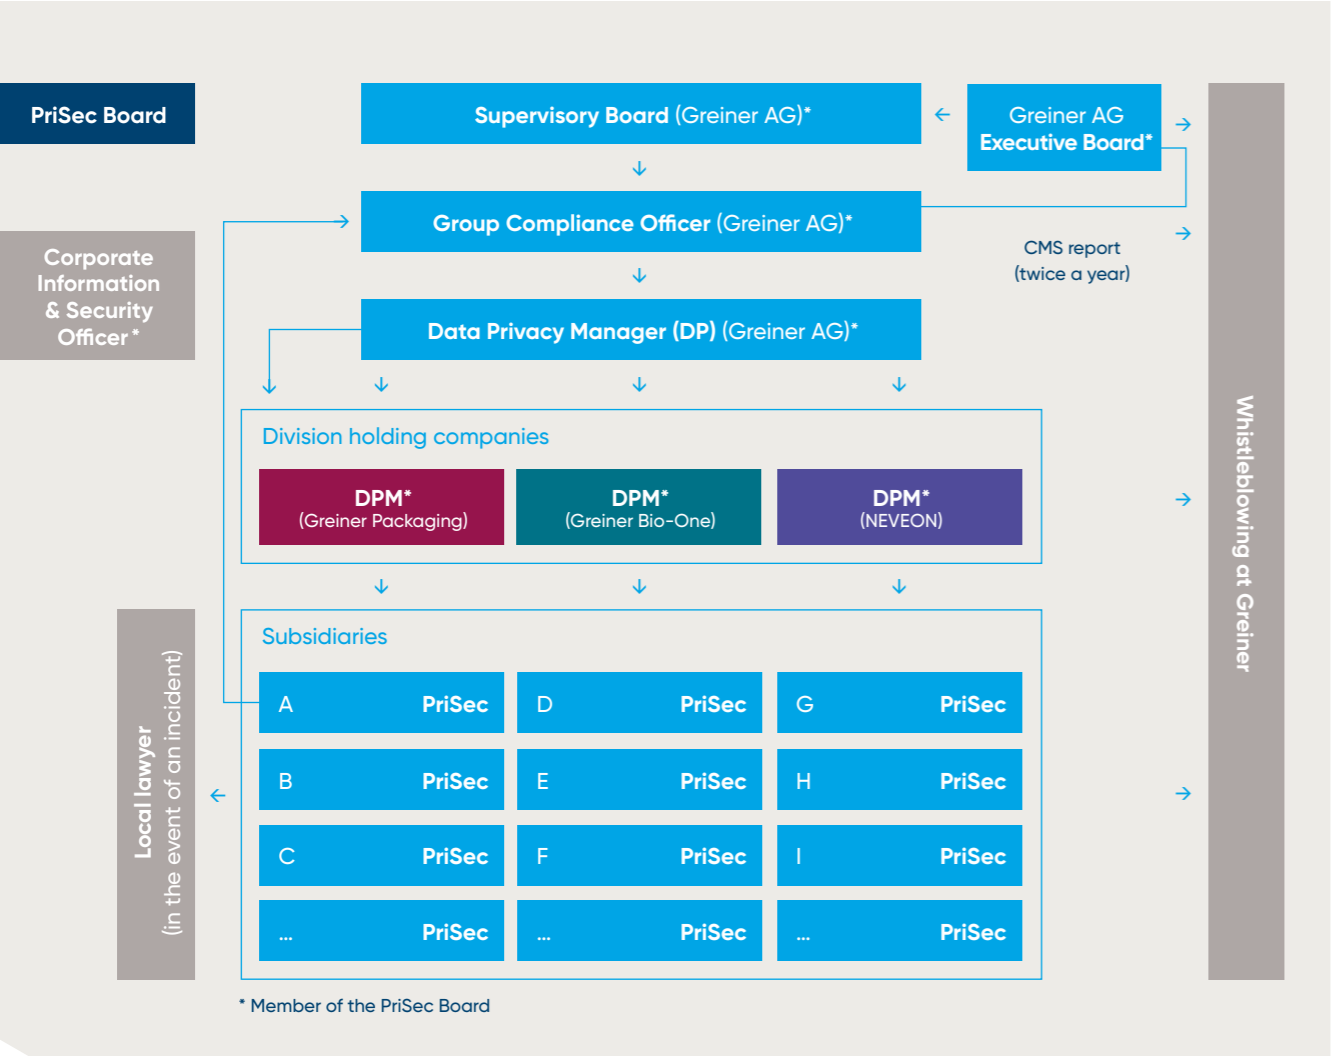 PriSec Board
Supervisory Board (Greiner AG)*
Greiner AG
Executive Board*
Group Compliance Officer (Greiner AG)*
Corporate
Information
& Security
Officer *
CMS report
(twice a year)
Data Privacy Manager (DP) (Greiner AG)*
Division holding companies
DPM*
(Greiner Packaging)
DPM*
(Greiner Bio-One)
DPM*
(NEVEON)
Whistleblowing at Greiner
Subsidiaries
A PriSec
D PriSec
G PriSec
B PriSec
E PriSec
H PriSec
C PriSec
F PriSec
I PriSec
... PriSec
... PriSec
... PriSec
Local lawyer
(in the event of an incident)
* Member of the PriSec Board